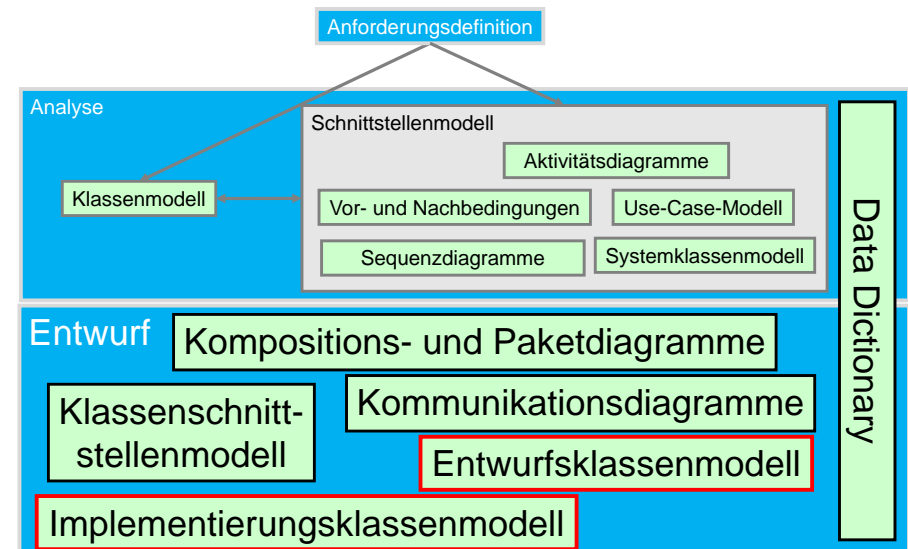 Anforderungsdefinition
Analyse
Schnittstellenmodell
Aktivitätsdiagramme
Klassenmodell
Vor- und Nachbedingungen
Use-Case-Modell
Sequenzdiagramme
Systemklassenmodell
Data Dictionary
Entwurf
Kompositions- und Paketdiagramme
Klassenschnitt-
stellenmodell
Kommunikationsdiagramme
Entwurfsklassenmodell
Implementierungsklassenmodell